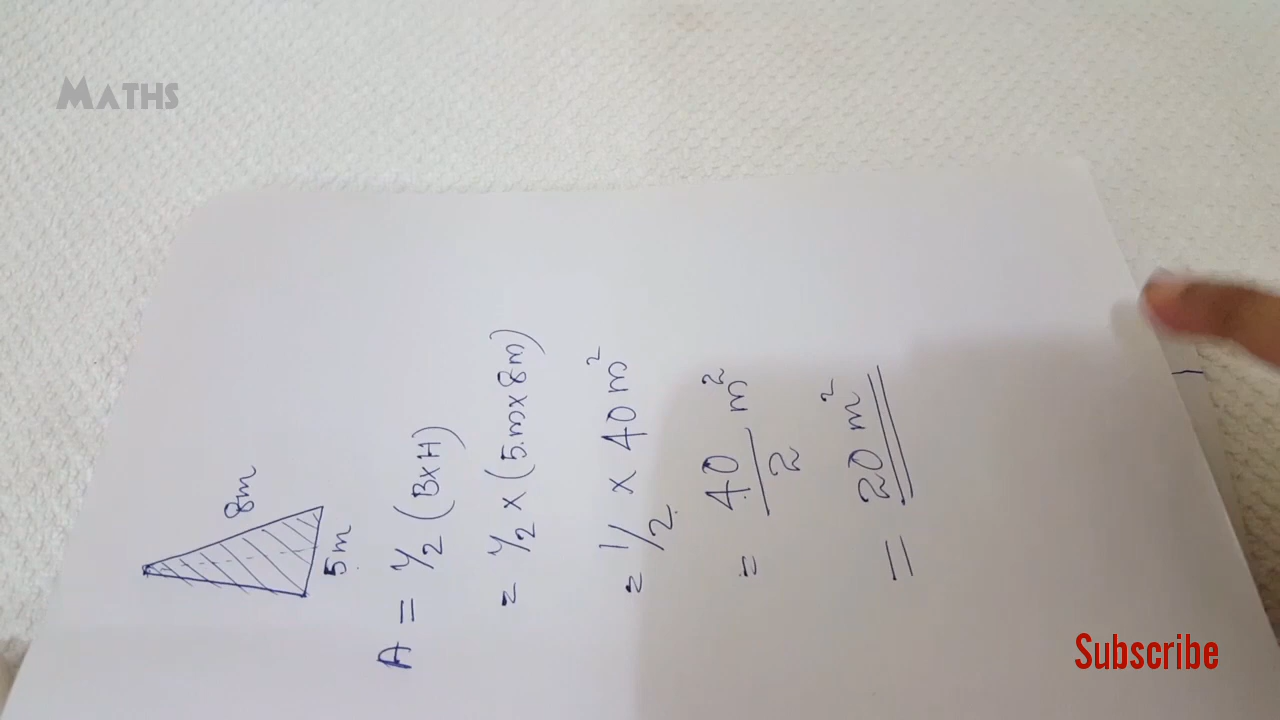 MATHS
8m
5m
A = 1/2 (B×H)
= 1/2 × (5m × 8m)
= 1/2 × 40 m²
= 40/2 m²
= 20 m²
Subscribe